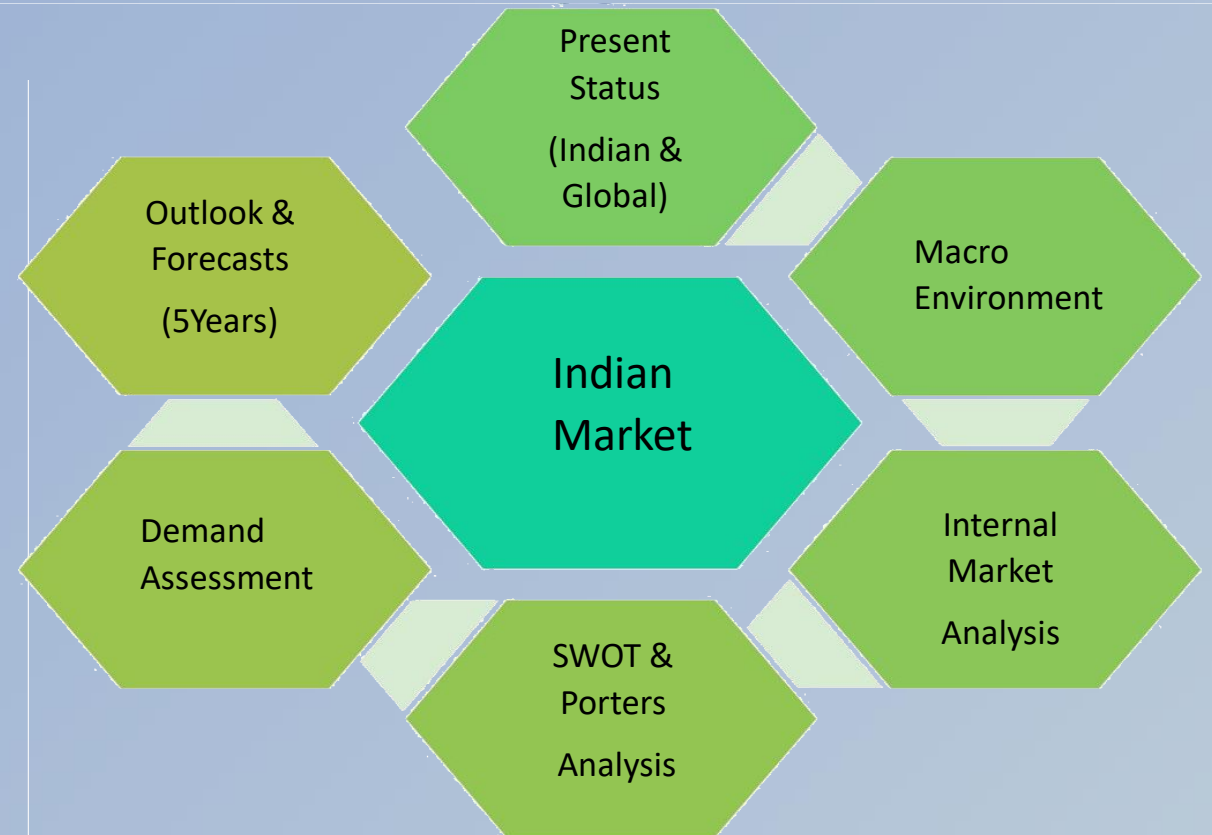 Present
Status
(Indian &
Global)
Macro
Environment
Internal
Market
Analysis
SWOT &
Porters
Analysis
Demand
Assessment
Outlook &
Forecasts
(5Years)
Indian
Market